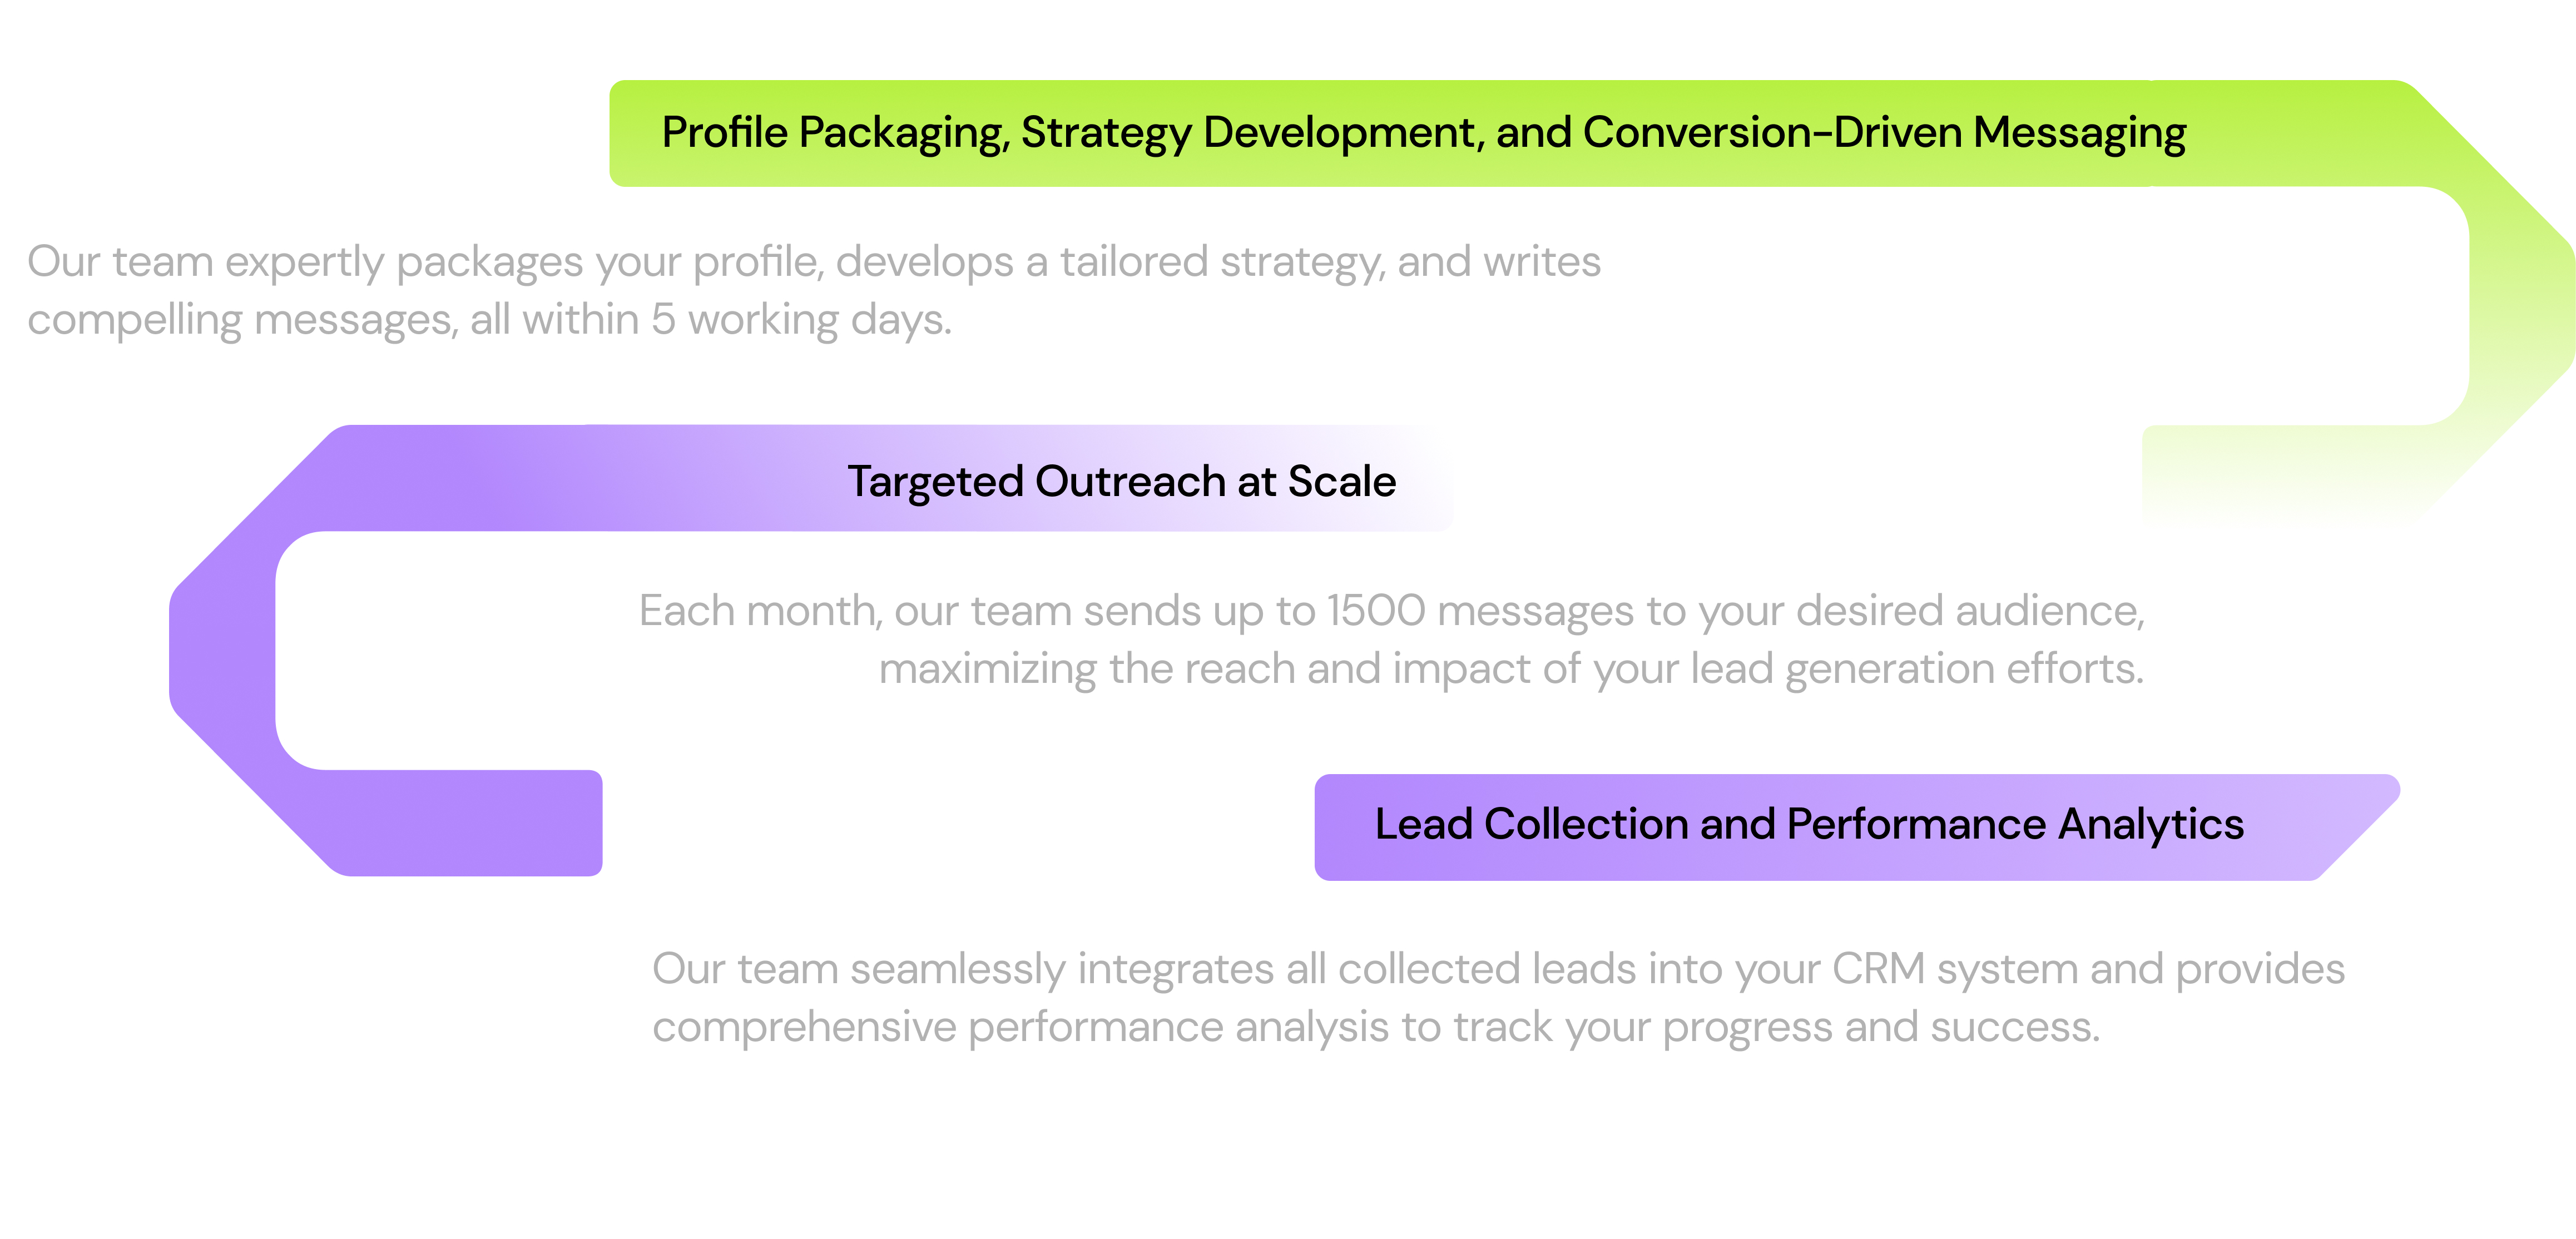 Profile Packaging, Strategy Development, and Conversion-Driven Messaging
Our team expertly packages your profile, develops a tailored strategy, and writes
compelling messages, all within 5 working days.
Targeted Outreach at Scale
Each month, our team sends up to 1500 messages to your desired audience,
maximizing the reach and impact of your lead generation efforts.
Lead Collection and Performance Analytics
Our team seamlessly integrates all collected leads into your CRM system and provides
comprehensive performance analysis to track your progress and success.